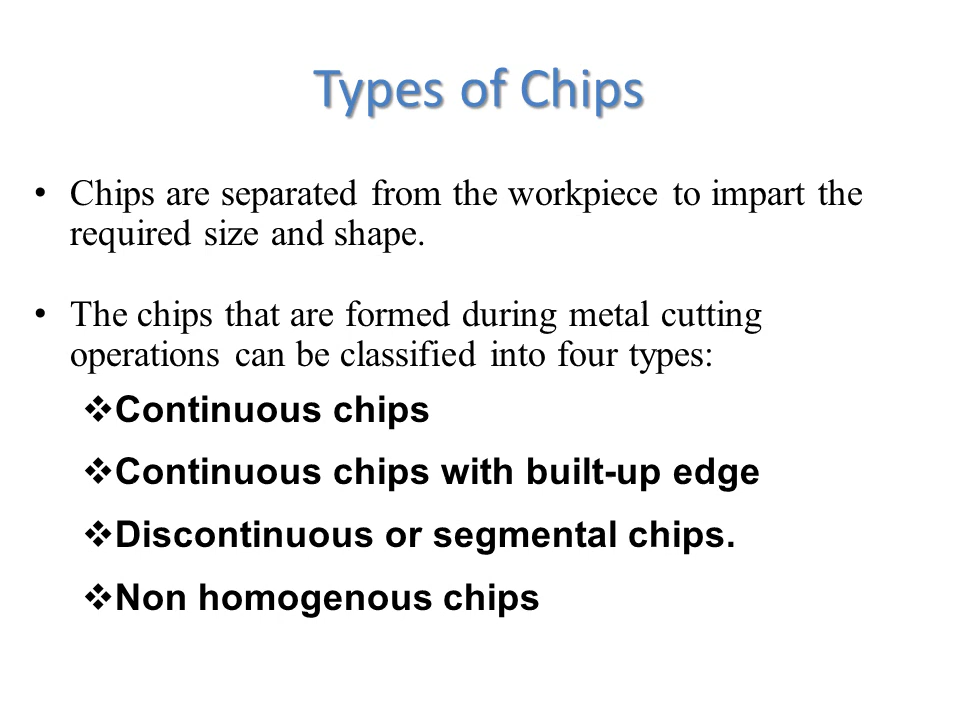 Types of Chips
• Chips are separated from the workpiece to impart the
required size and shape.
• The chips that are formed during metal cutting
operations can be classified into four types:
❖Continuous chips
❖Continuous chips with built-up edge
❖Discontinuous or segmental chips.
❖Non homogenous chips